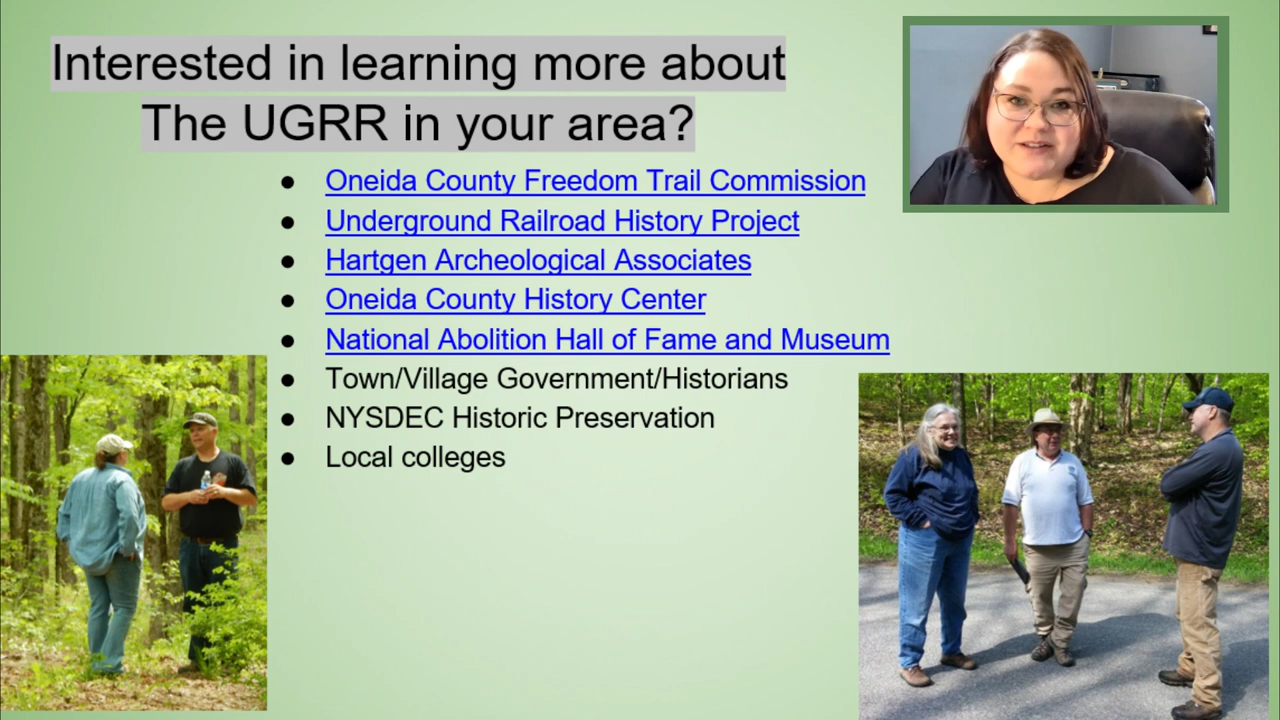 Interested in learning more about
The UGRR in your area?
● Oneida County Freedom Trail Commission
● Underground Railroad History Project
● Hartgen Archeological Associates
● Oneida County History Center
● National Abolition Hall of Fame and Museum
● Town/Village Government/Historians
● NYSDEC Historic Preservation
● Local colleges